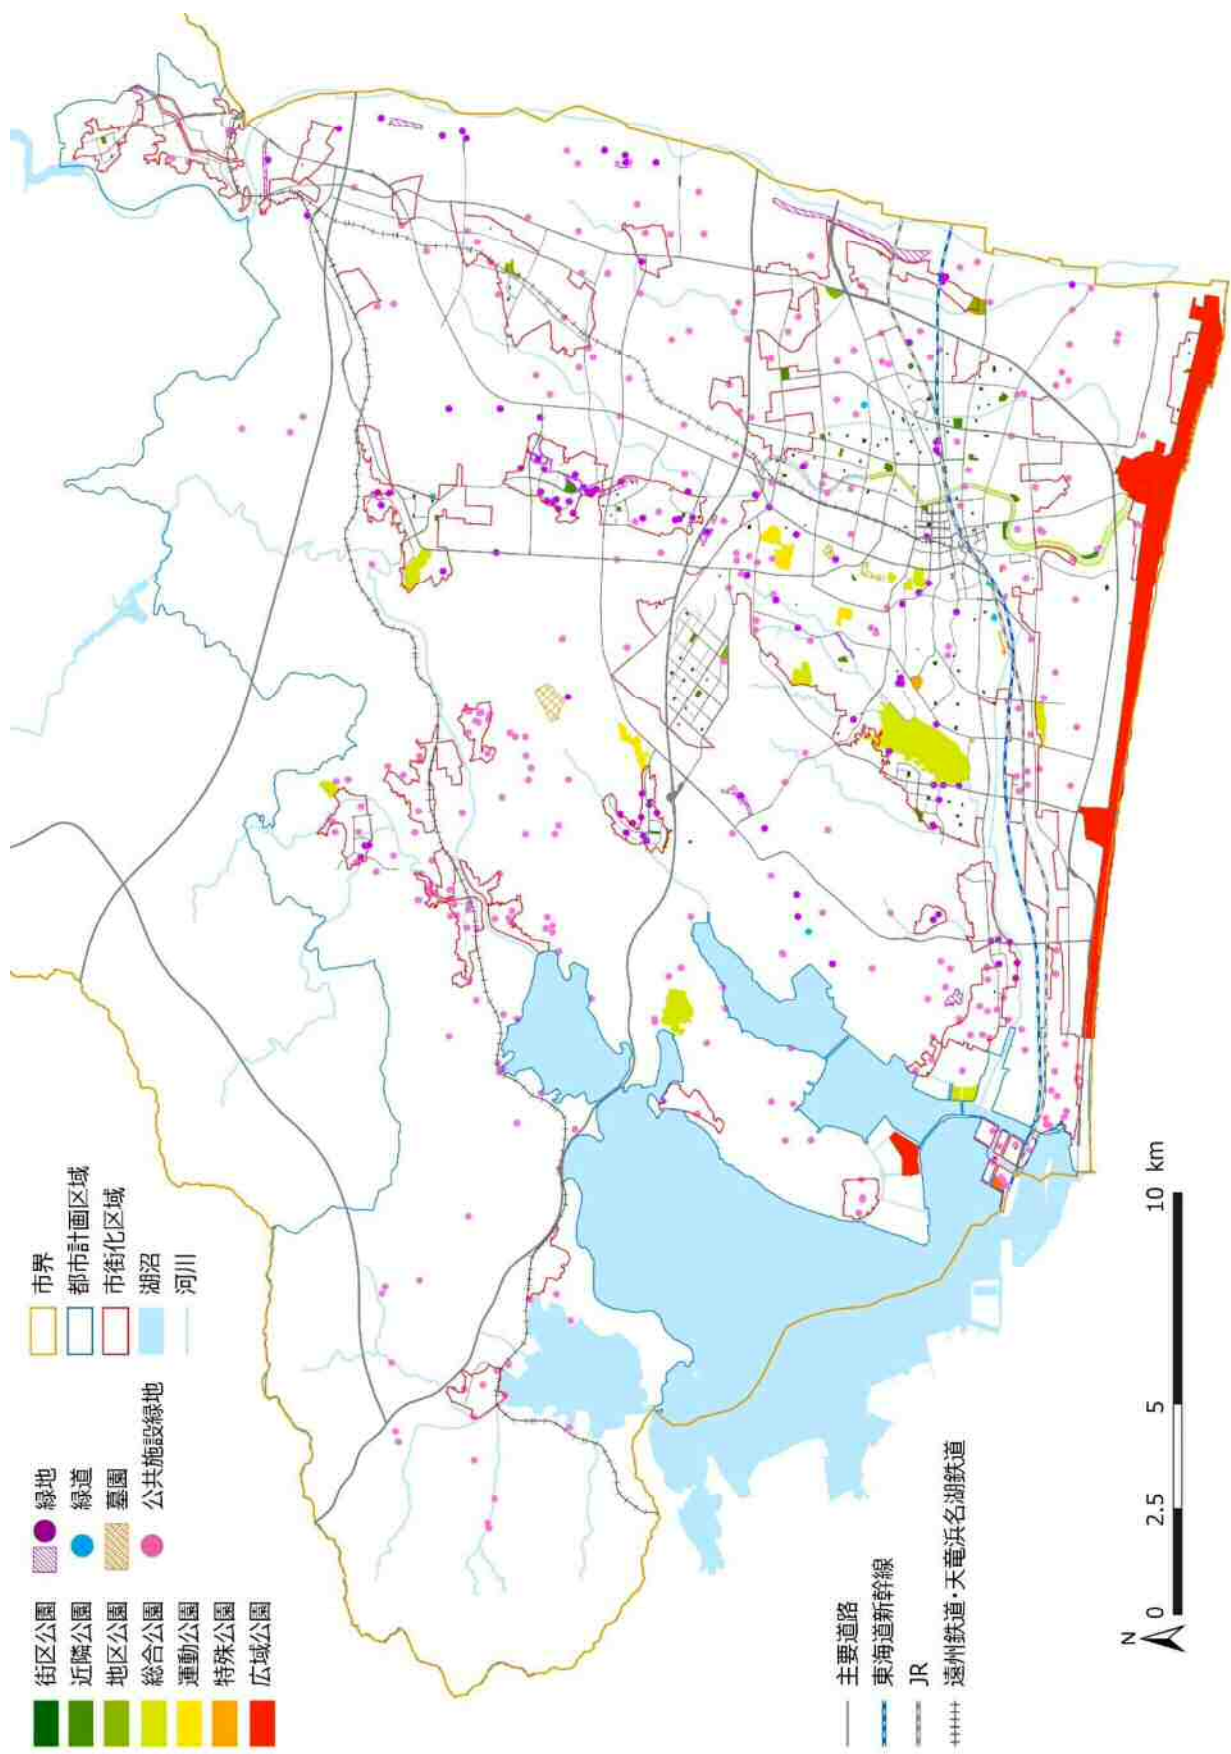 街区公園
近隣公園
地区公園
総合公園
運動公園
特殊公園
広域公園
緑地
緑道
墓園
公共施設緑地
市界
都市計画区域
市街化区域
湖沼
河川
主要道路
東海道新幹線
JR
遠州鉄道・天竜浜名湖鉄道
N
0 2.5 5 10 km